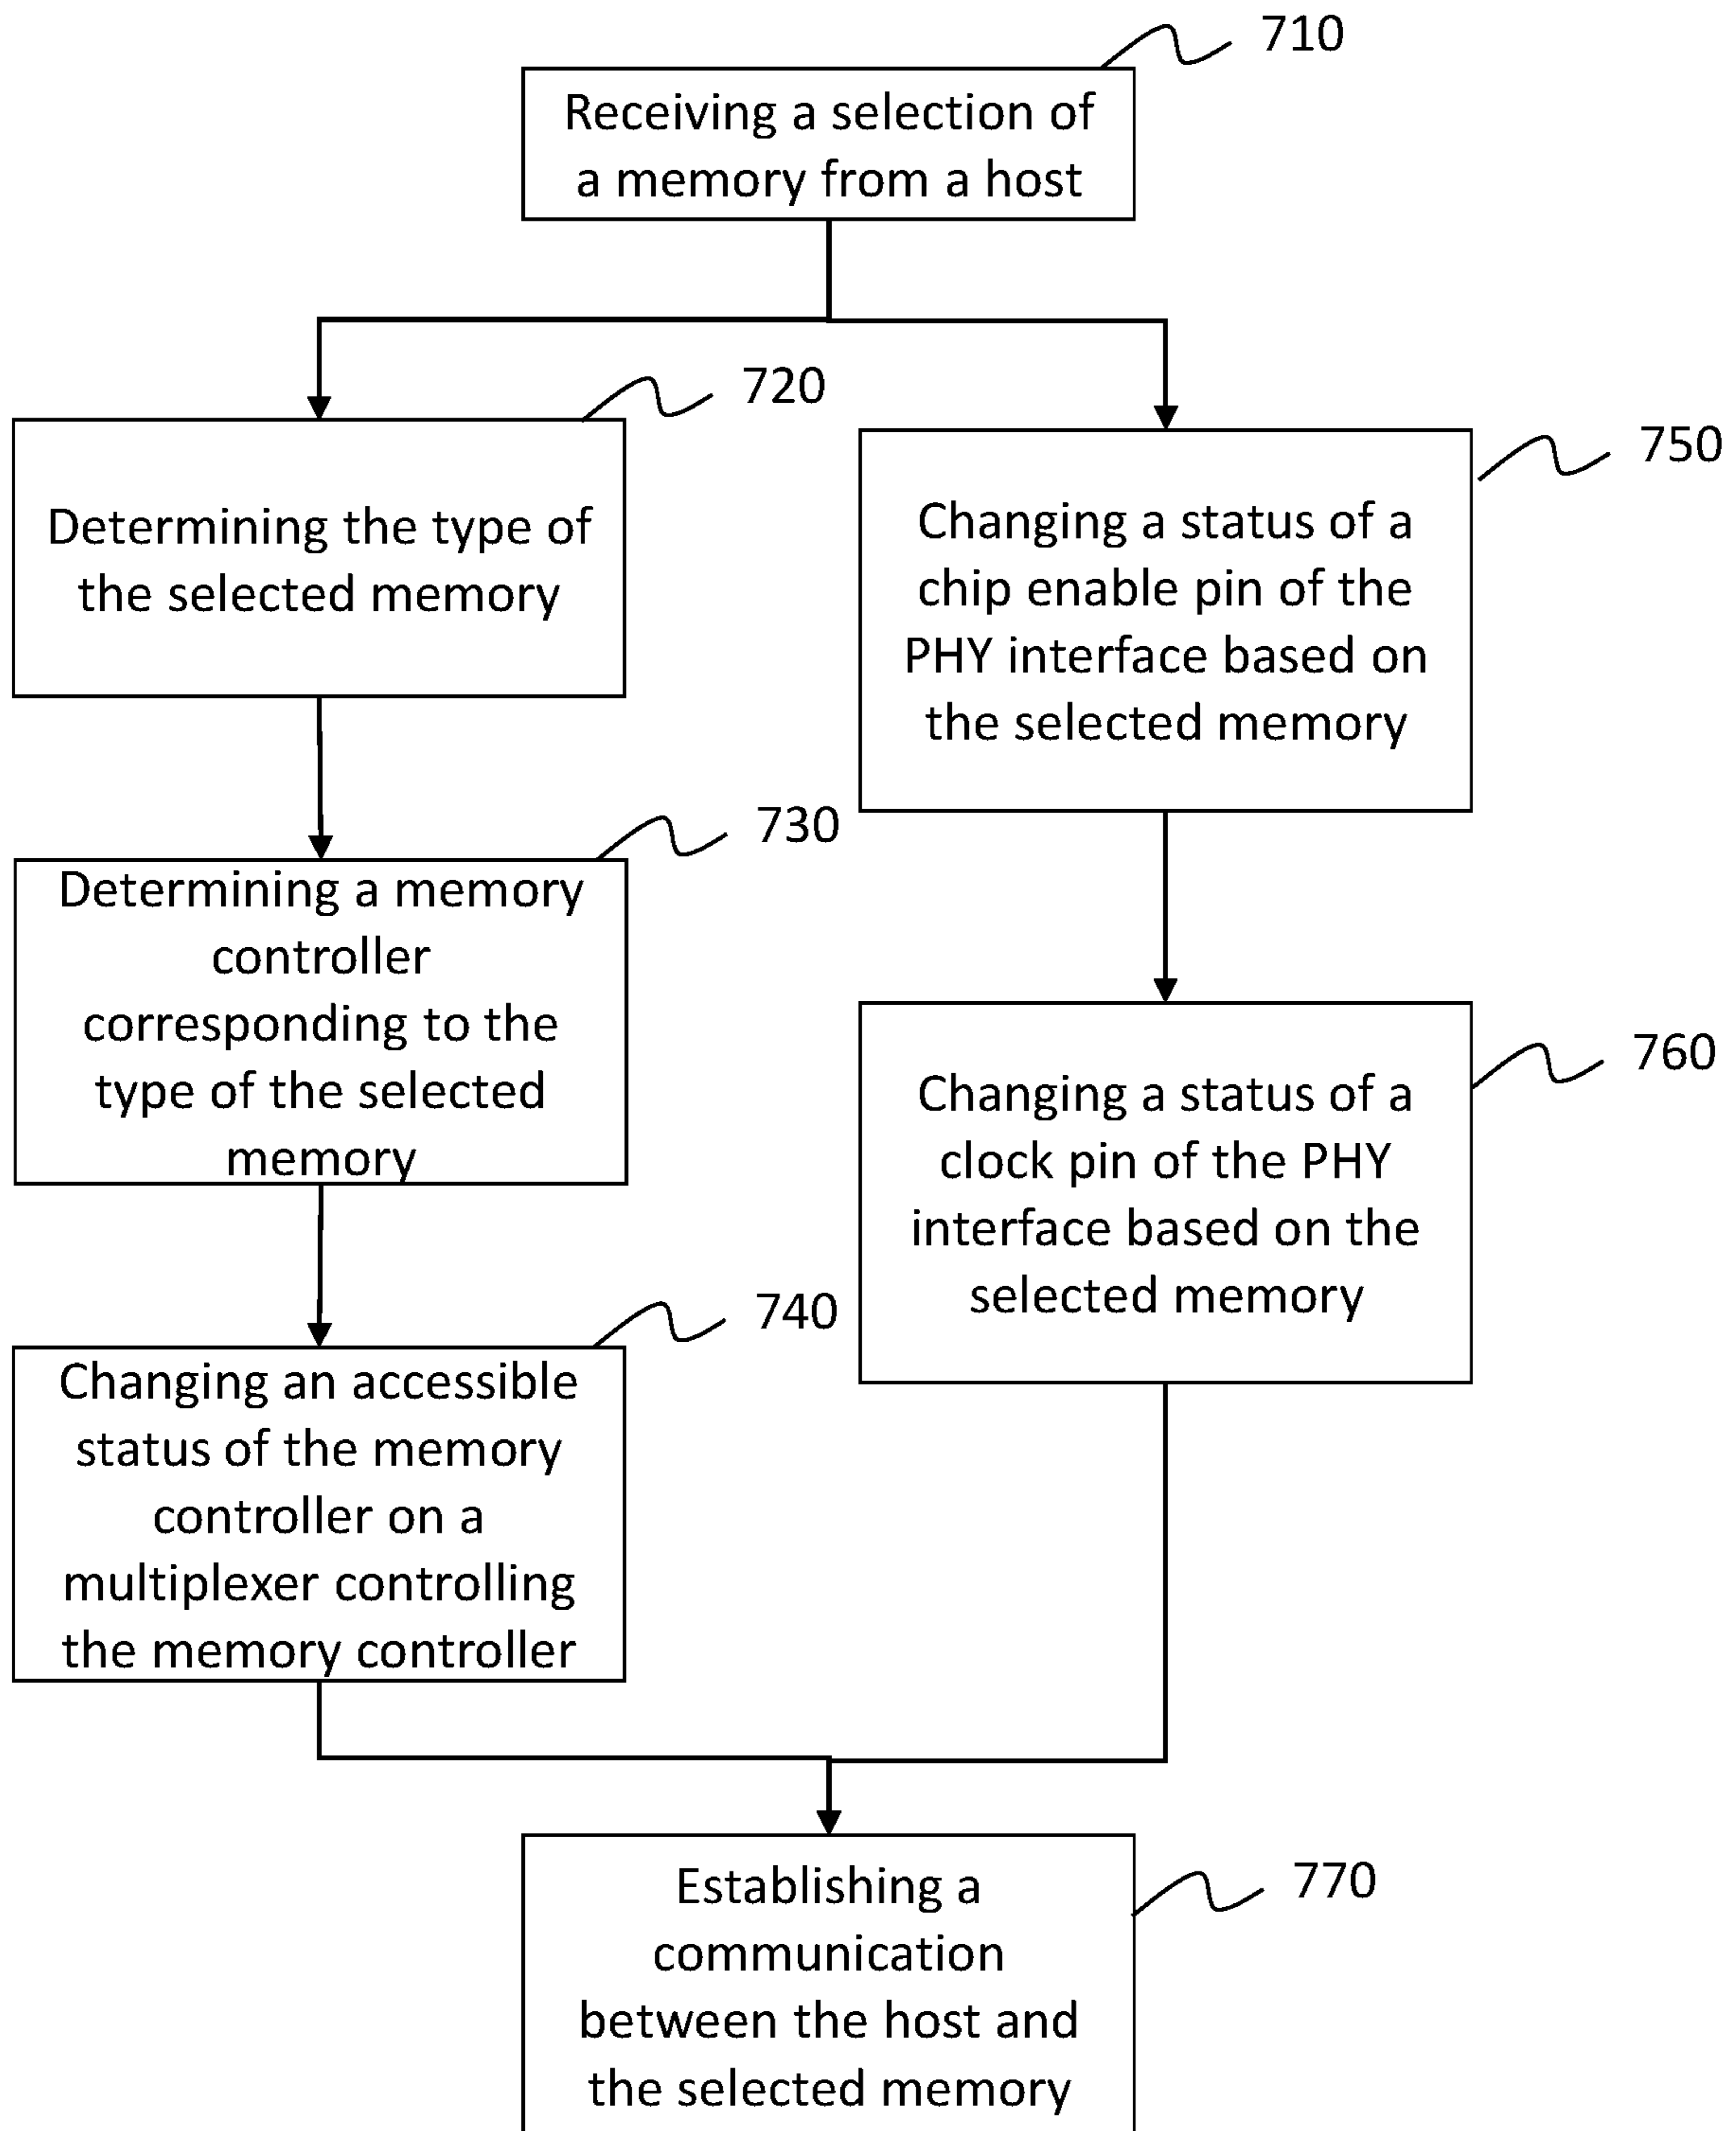 710
Receiving a selection of
a memory from a host
720
Determining the type of
the selected memory
730
Determining a memory
controller
corresponding to the
type of the selected
memory
740
Changing an accessible
status of the memory
controller on a
multiplexer controlling
the memory controller
750
Changing a status of a
chip enable pin of the
PHY interface based on
the selected memory
760
Changing a status of a
clock pin of the PHY
interface based on the
selected memory
770
Establishing a
communication
between the host and
the selected memory